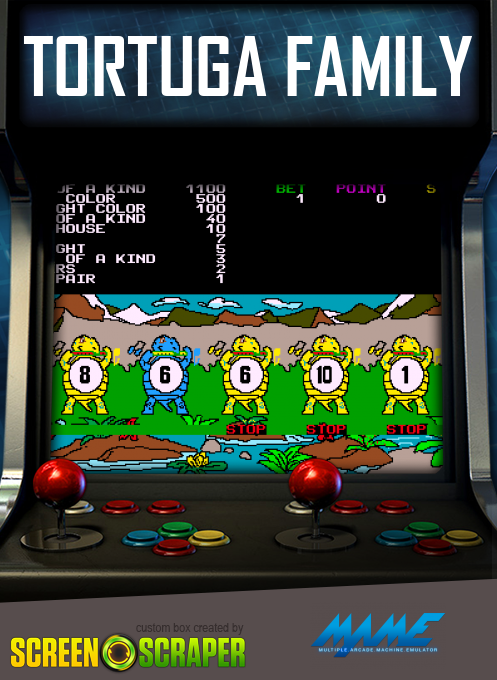 TORTUGA FAMILY
OF A KIND 1100 BET POINT S
COLOR 500 1 0
GHT COLOR 100
OF A KIND 40
HOUSE 10
7
GHT 5
OF A KIND 3
RS 2
PAIR 1
8 6 6 10 1
STOP STOP STOP
custom box created by
SCREEN SCRAPER
MAME
MULTIPLE ARCADE MACHINE EMULATOR